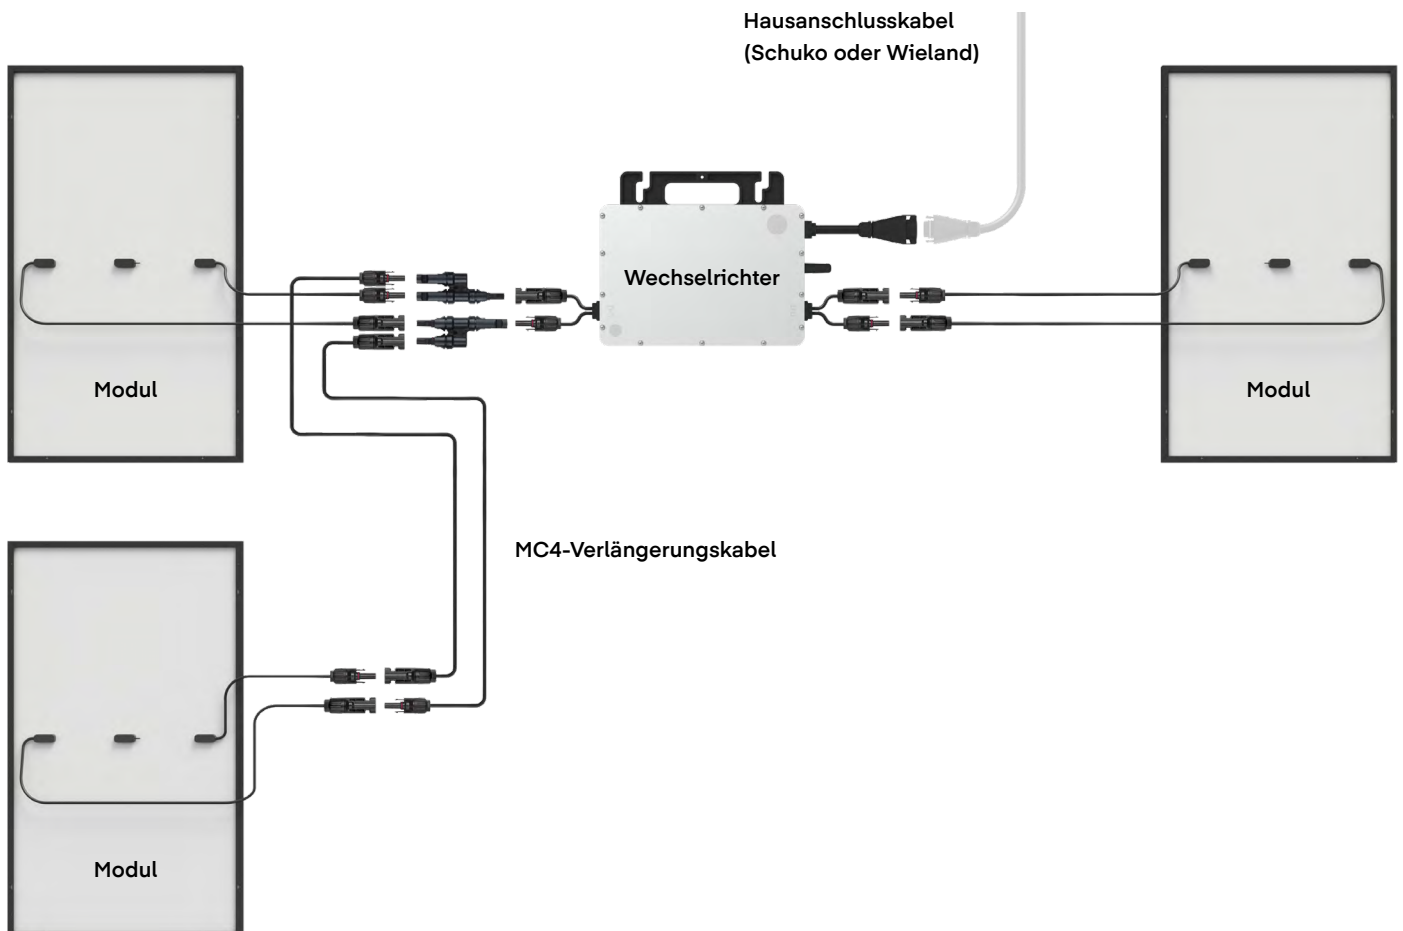 Hausanschlusskabel
(Schuko oder Wieland)
Wechselrichter
Modul
Modul
MC4-Verlängerungskabel
Modul